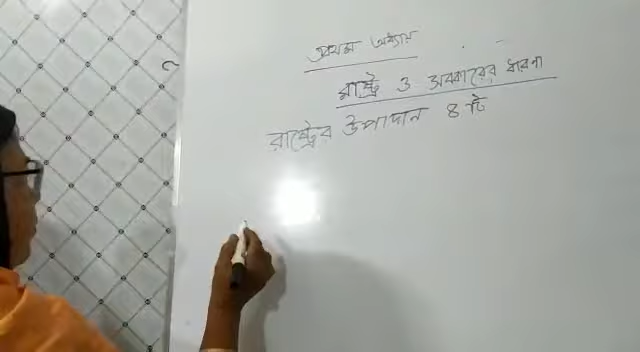 প্রথম অধ্যায়
রাষ্ট্র ও সরকারের ধারণা
রাষ্ট্রের উপাদান ৪ টি